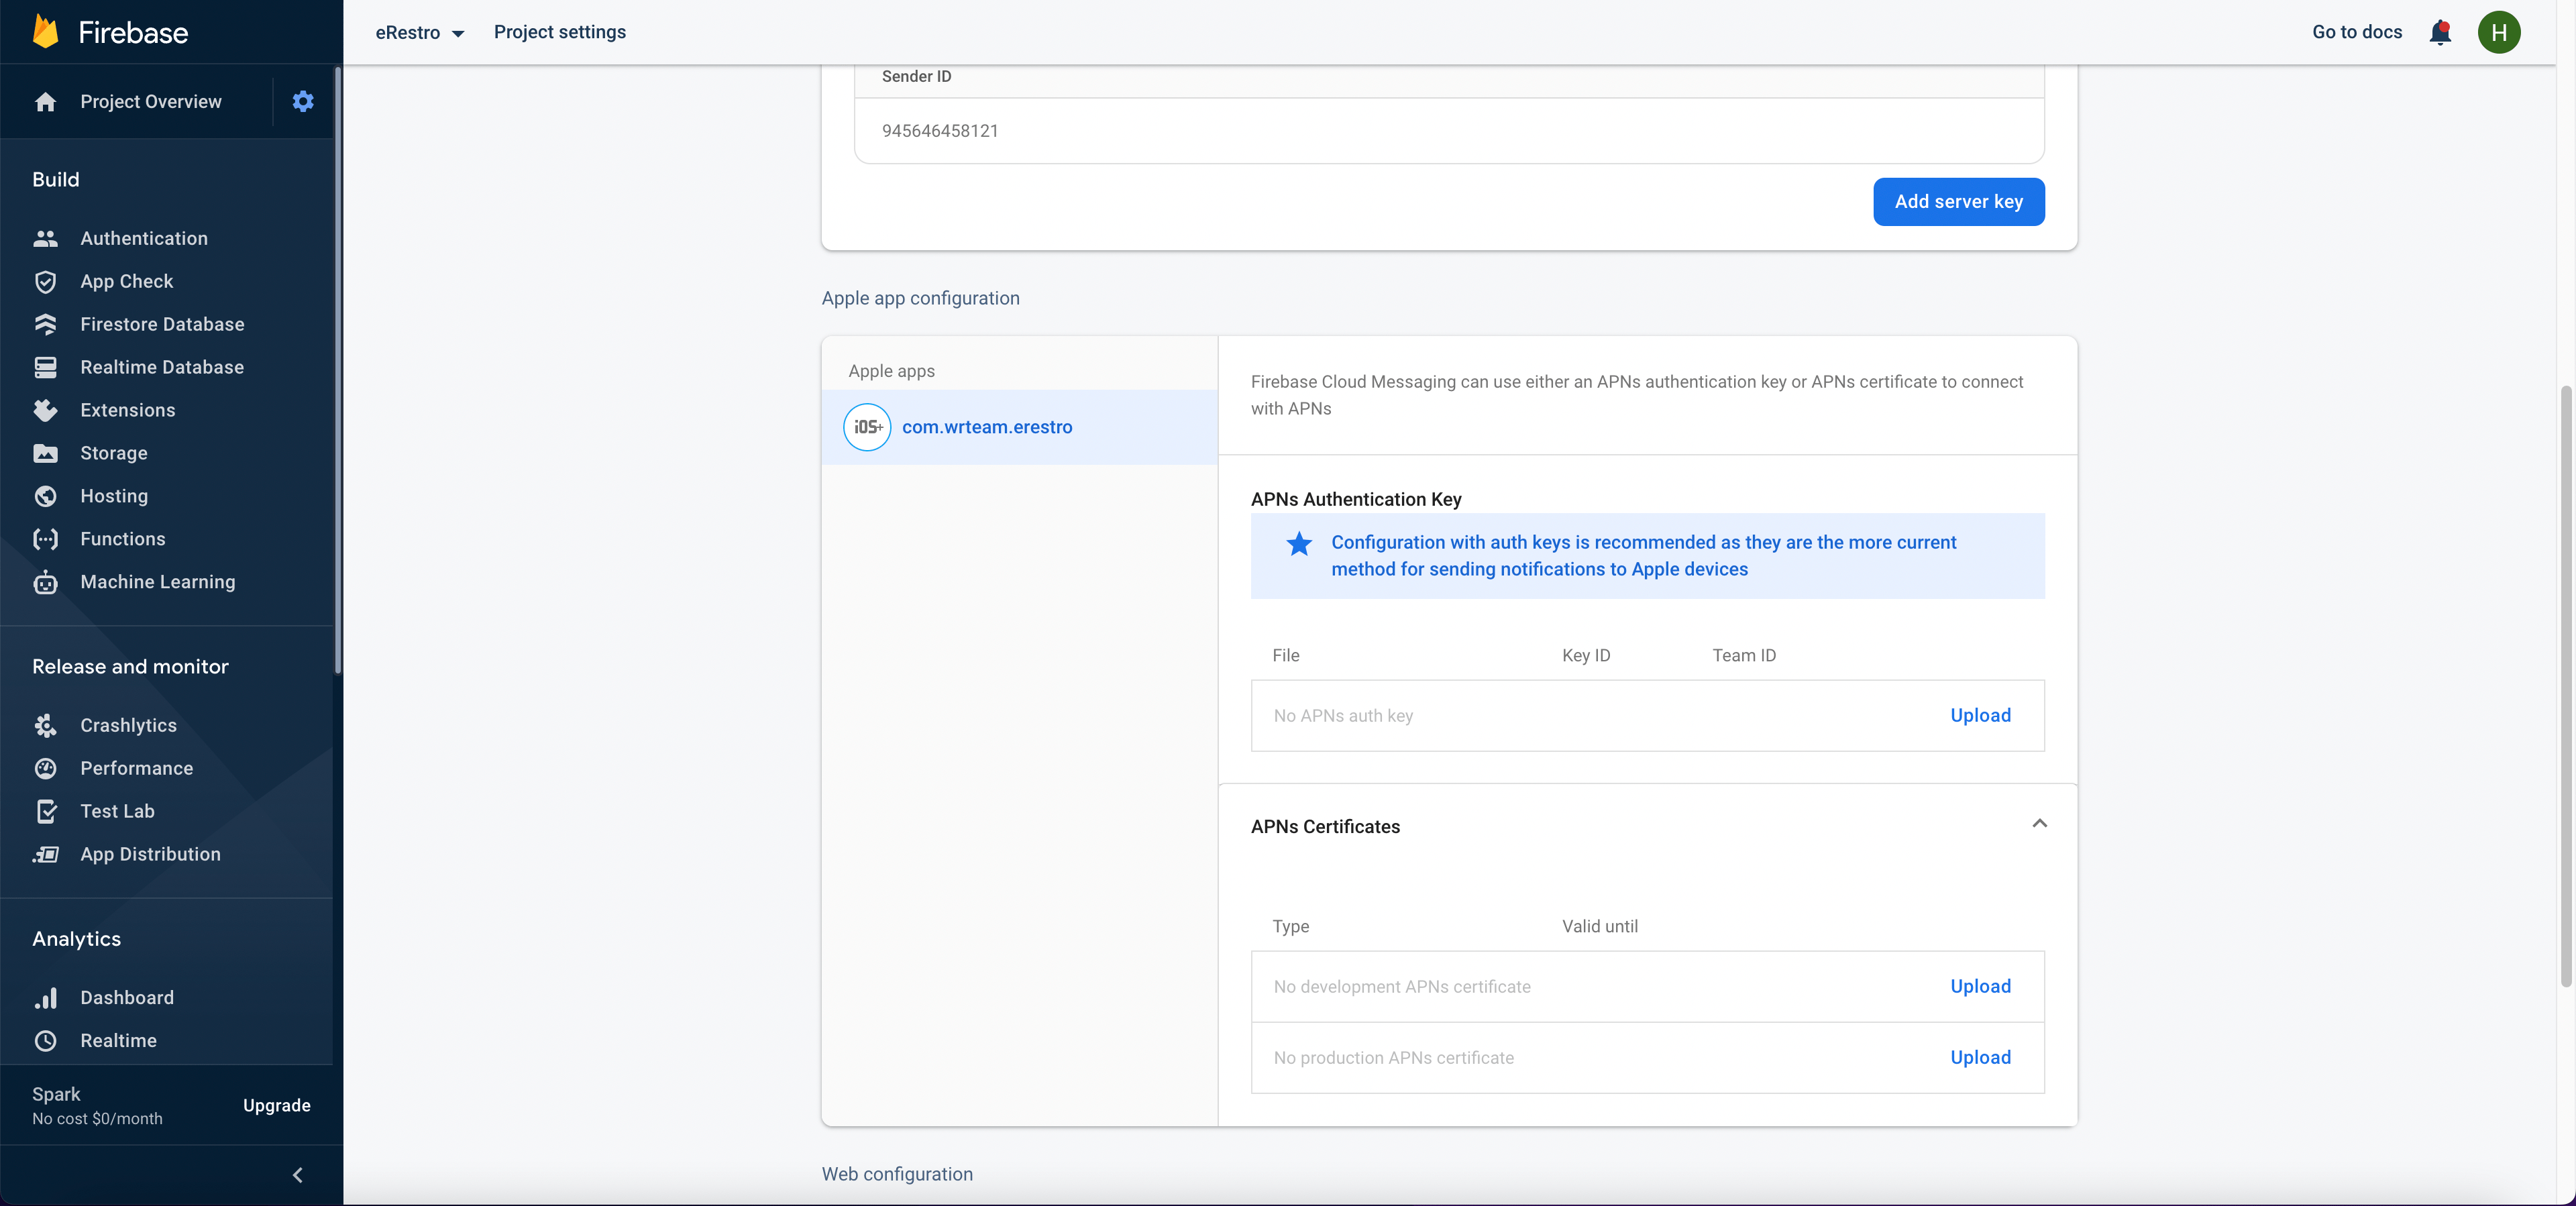 Firebase
eRestro
Project settings
Go to docs
H
Project Overview
Build
Authentication
App Check
Firestore Database
Realtime Database
Extensions
Storage
Hosting
Functions
Machine Learning
Release and monitor
Crashlytics
Performance
Test Lab
App Distribution
Analytics
Dashboard
Realtime
Spark
No cost $0/month
Upgrade
Sender ID
945646458121
Add server key
Apple app configuration
Apple apps
iOS+
com.wrteam.erestro
Firebase Cloud Messaging can use either an APNs authentication key or APNs certificate to connect
with APNs
APNs Authentication Key
Configuration with auth keys is recommended as they are the more current
method for sending notifications to Apple devices
File Key ID Team ID
No APNs auth key Upload
APNs Certificates
Type Valid until
No development APNs certificate Upload
No production APNs certificate Upload
Web configuration